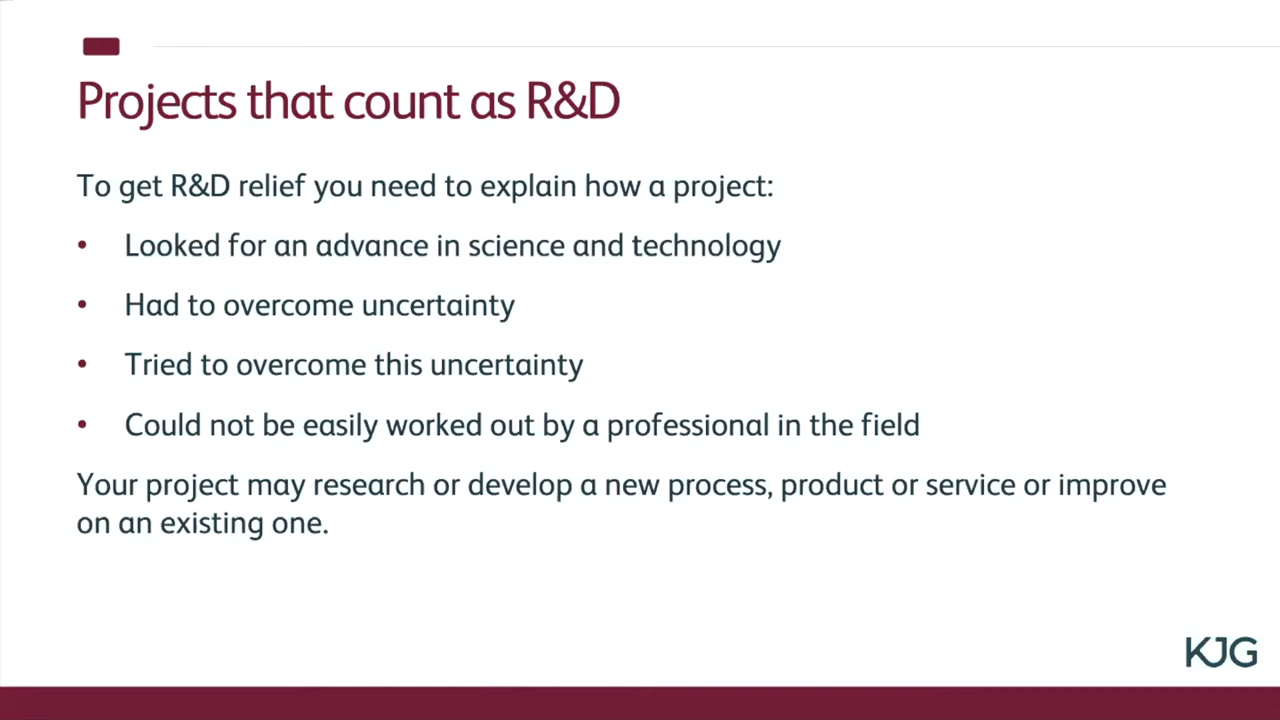 Projects that count as R&D
To get R&D relief you need to explain how a project:
• Looked for an advance in science and technology
• Had to overcome uncertainty
• Tried to overcome this uncertainty
• Could not be easily worked out by a professional in the field
Your project may research or develop a new process, product or service or improve
on an existing one.
KJG